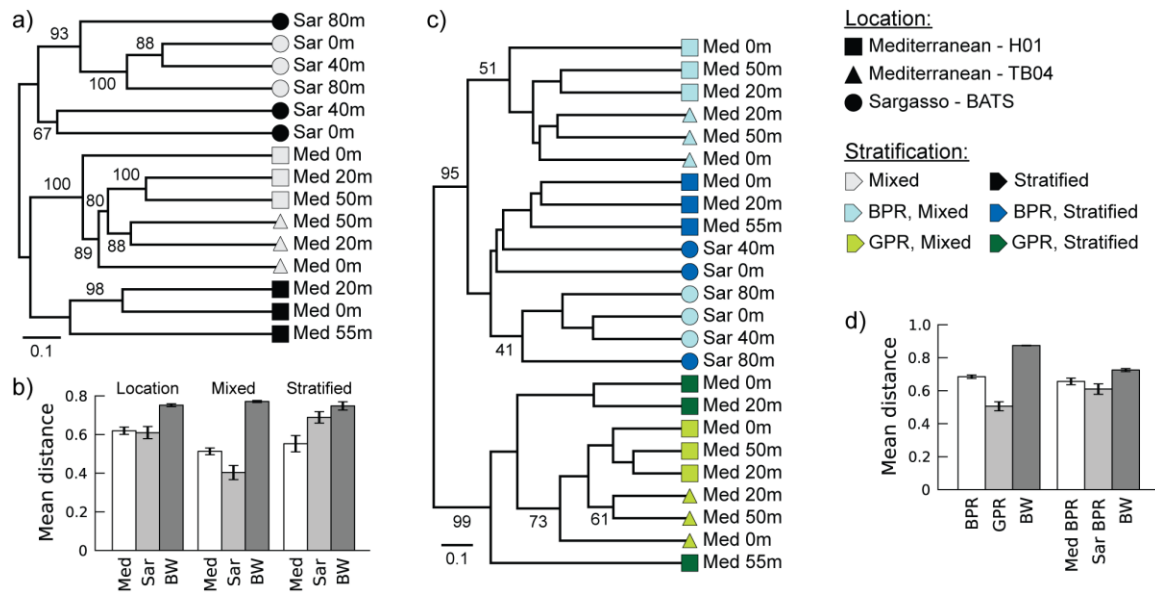 a)
93
88
100
67
Sar 80m
Sar 0m
Sar 40m
Sar 80m
Sar 40m
Sar 0m
100
100
80
88
89
98
Med 0m
Med 20m
Med 50m
Med 50m
Med 20m
Med 0m
Med 20m
Med 0m
Med 55m
0.1
b)
Location
Mixed
Stratified
Mean distance
0.8
0.6
0.4
0.2
0
Med
Sar
BW
Med
Sar
BW
Med
Sar
BW
c)
51
95
41
99
73
61
Med 0m
Med 50m
Med 20m
Med 20m
Med 50m
Med 0m
Med 0m
Med 20m
Med 55m
Sar 40m
Sar 0m
Sar 80m
Sar 0m
Sar 40m
Sar 80m
Med 0m
Med 20m
Med 0m
Med 50m
Med 20m
Med 20m
Med 50m
Med 0m
Med 55m
0.1
Location:
Mediterranean - H01
Mediterranean - TB04
Sargasso - BATS
Stratification:
Mixed
Stratified
BPR, Mixed
BPR, Stratified
GPR, Mixed
GPR, Stratified
d)
Mean distance
1.0
0.8
0.6
0.4
0.2
0
BPR
GPR
BW
Med BPR
Sar BPR
BW